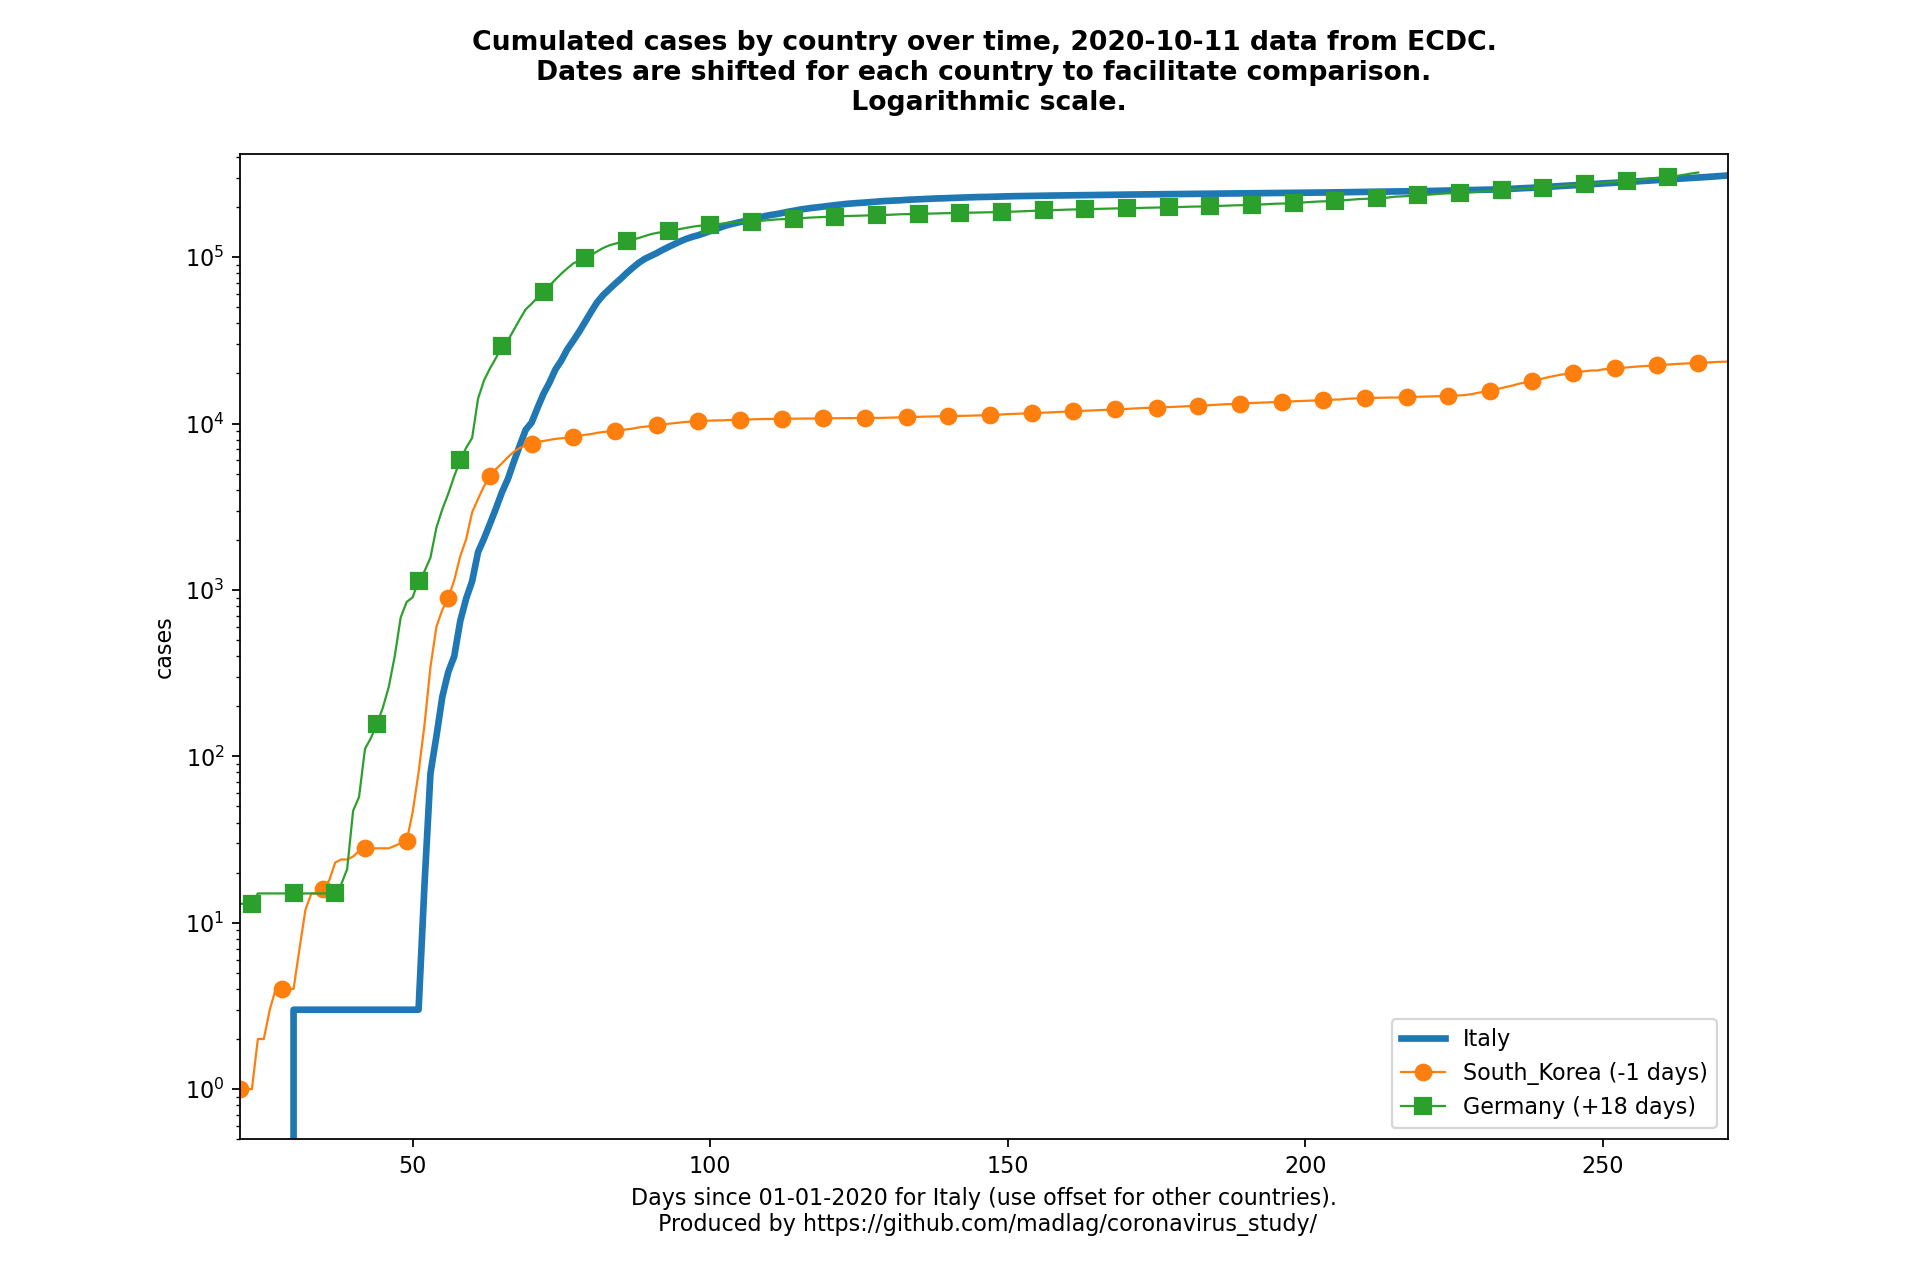 Cumulated cases by country over time, 2020-10-11 data from ECDC.
Dates are shifted for each country to facilitate comparison.
Logarithmic scale.
10^5
10^4
10^3
10^2
10^1
10^0
cases
Italy
South_Korea (-1 days)
Germany (+18 days)
50 100 150 200 250
Days since 01-01-2020 for Italy (use offset for other countries).
Produced by https://github.com/madlag/coronavirus_study/